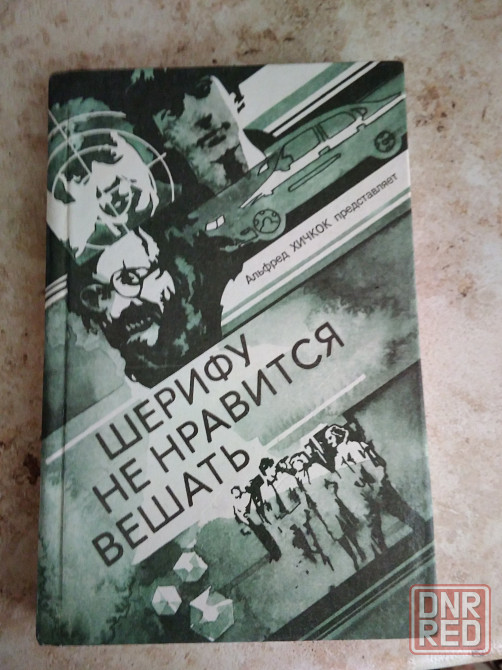 Альфред ХИЧКОК представляет
ШЕРИФУ
НЕ НРАВИТСЯ
ВЕШАТЬ
DNR
RED